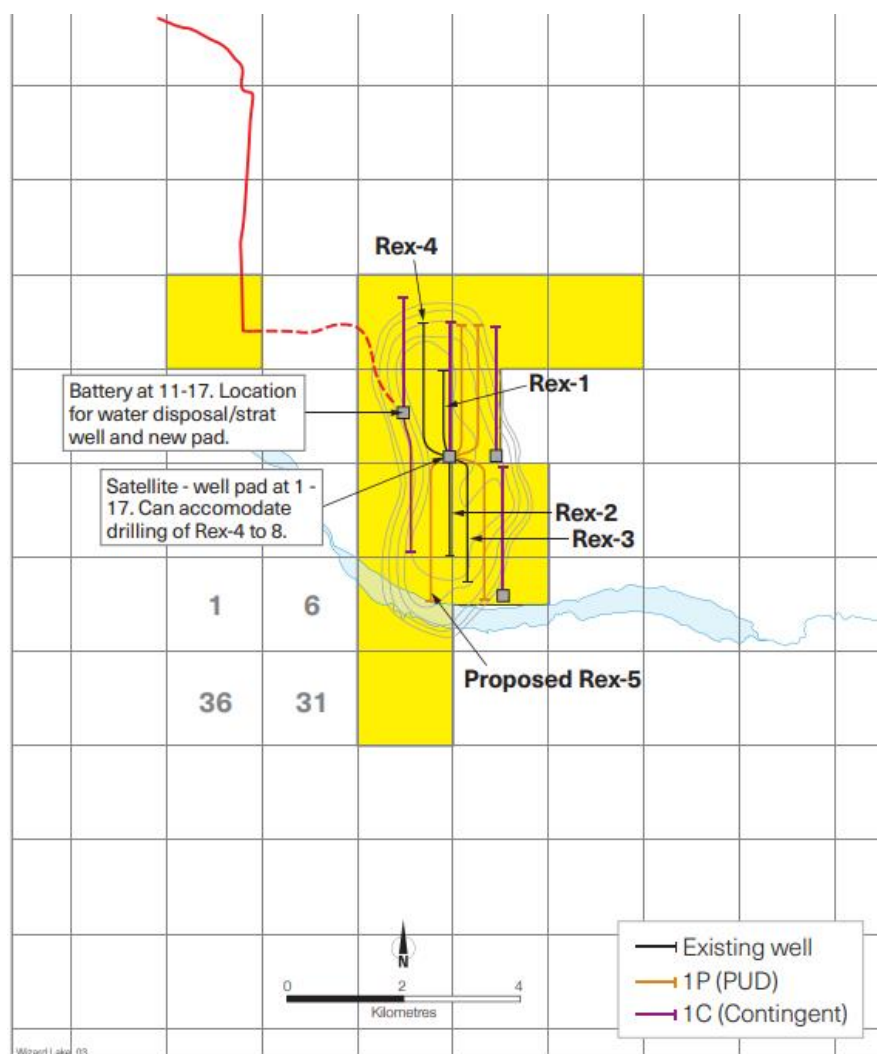 Rex-4
Rex-1
Battery at 11-17. Location
for water disposal/strat
well and new pad.
Satellite - well pad at 1 -
17. Can accomodate
drilling of Rex-4 to 8.
Rex-2
Rex-3
1 6
Proposed Rex-5
36 31
N
0 2 4
Kilometres
Existing well
1P (PUD)
1C (Contingent)
Wizard Lake_03